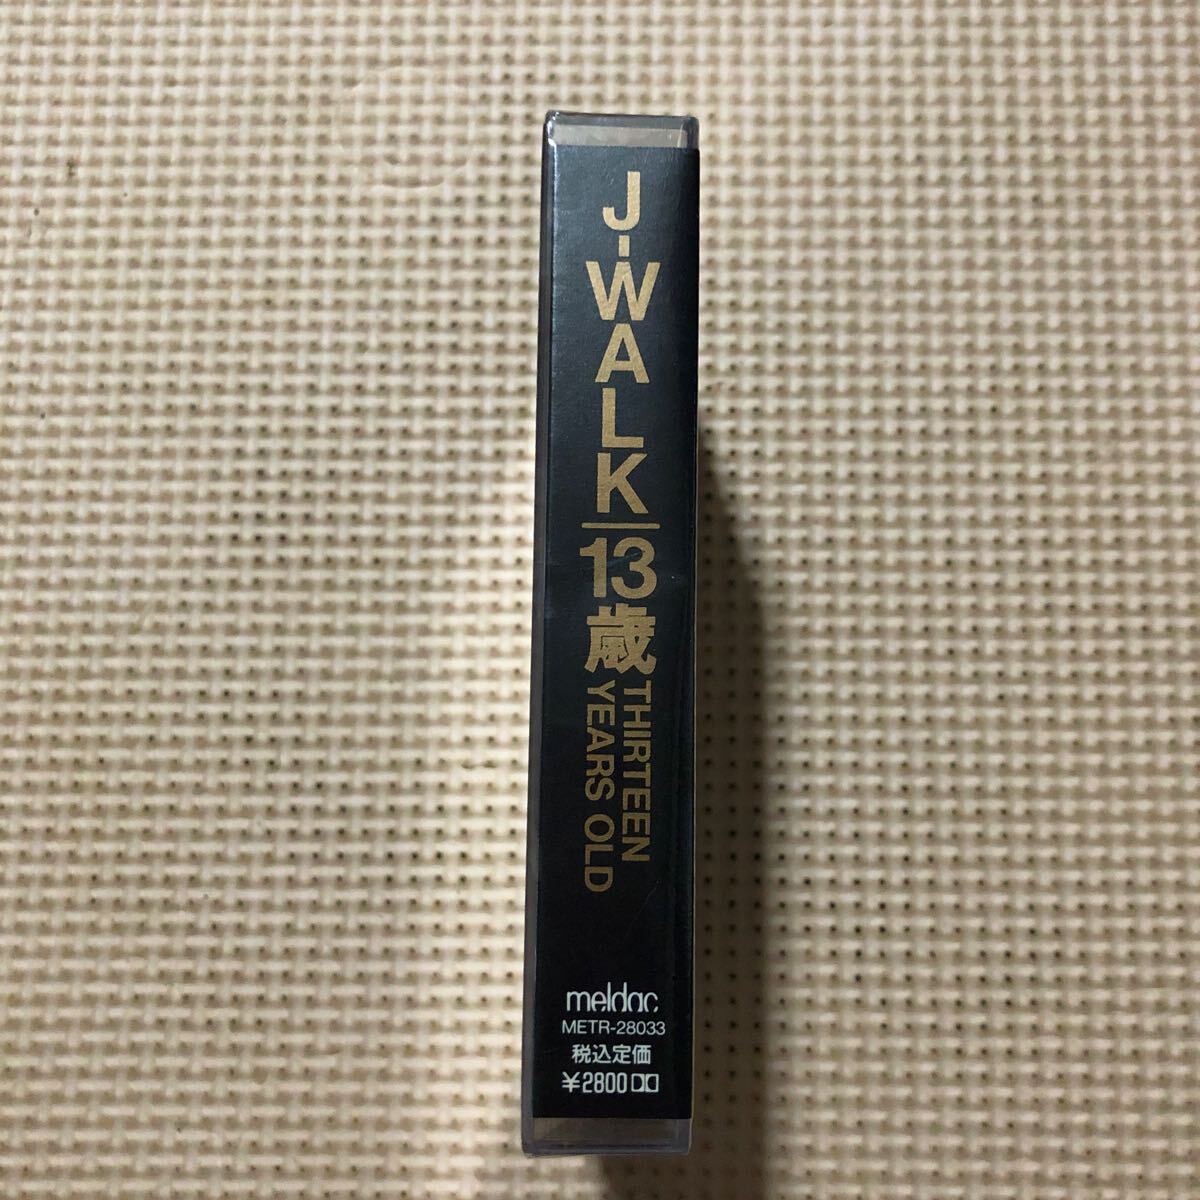 J-WALK
13歳
THIRTEEN
YEARS OLD
meldac
METR-28033
税込定価
¥2800